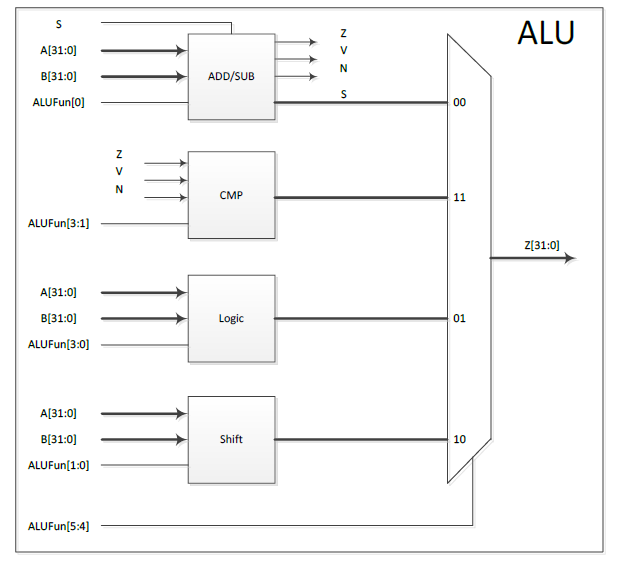 ALU
S
A[31:0]
B[31:0]
ALUFun[0]
ADD/SUB
Z
V
N
S
00
Z
V
N
ALUFun[3:1]
CMP
11
Z[31:0]
A[31:0]
B[31:0]
ALUFun[3:0]
Logic
01
A[31:0]
B[31:0]
ALUFun[1:0]
Shift
10
ALUFun[5:4]